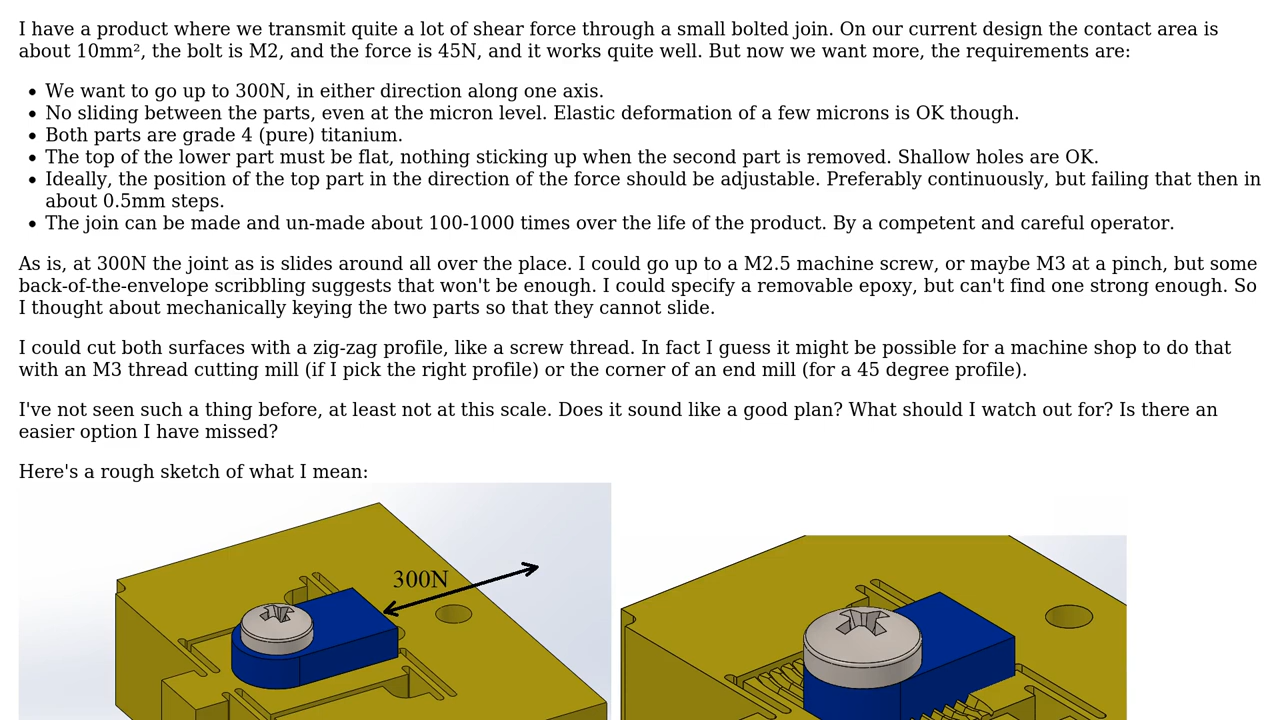 I have a product where we transmit quite a lot of shear force through a small bolted join. On our current design the contact area is
about 10mm², the bolt is M2, and the force is 45N, and it works quite well. But now we want more, the requirements are:
• We want to go up to 300N, in either direction along one axis.
• No sliding between the parts, even at the micron level. Elastic deformation of a few microns is OK though.
• Both parts are grade 4 (pure) titanium.
• The top of the lower part must be flat, nothing sticking up when the second part is removed. Shallow holes are OK.
• Ideally, the position of the top part in the direction of the force should be adjustable. Preferably continuously, but failing that then in
about 0.5mm steps.
• The join can be made and un-made about 100-1000 times over the life of the product. By a competent and careful operator.
As is, at 300N the joint as is slides around all over the place. I could go up to a M2.5 machine screw, or maybe M3 at a pinch, but some
back-of-the-envelope scribbling suggests that won't be enough. I could specify a removable epoxy, but can't find one strong enough. So
I thought about mechanically keying the two parts so that they cannot slide.
I could cut both surfaces with a zig-zag profile, like a screw thread. In fact I guess it might be possible for a machine shop to do that
with an M3 thread cutting mill (if I pick the right profile) or the corner of an end mill (for a 45 degree profile).
I've not seen such a thing before, at least not at this scale. Does it sound like a good plan? What should I watch out for? Is there an
easier option I have missed?
Here's a rough sketch of what I mean:
300N